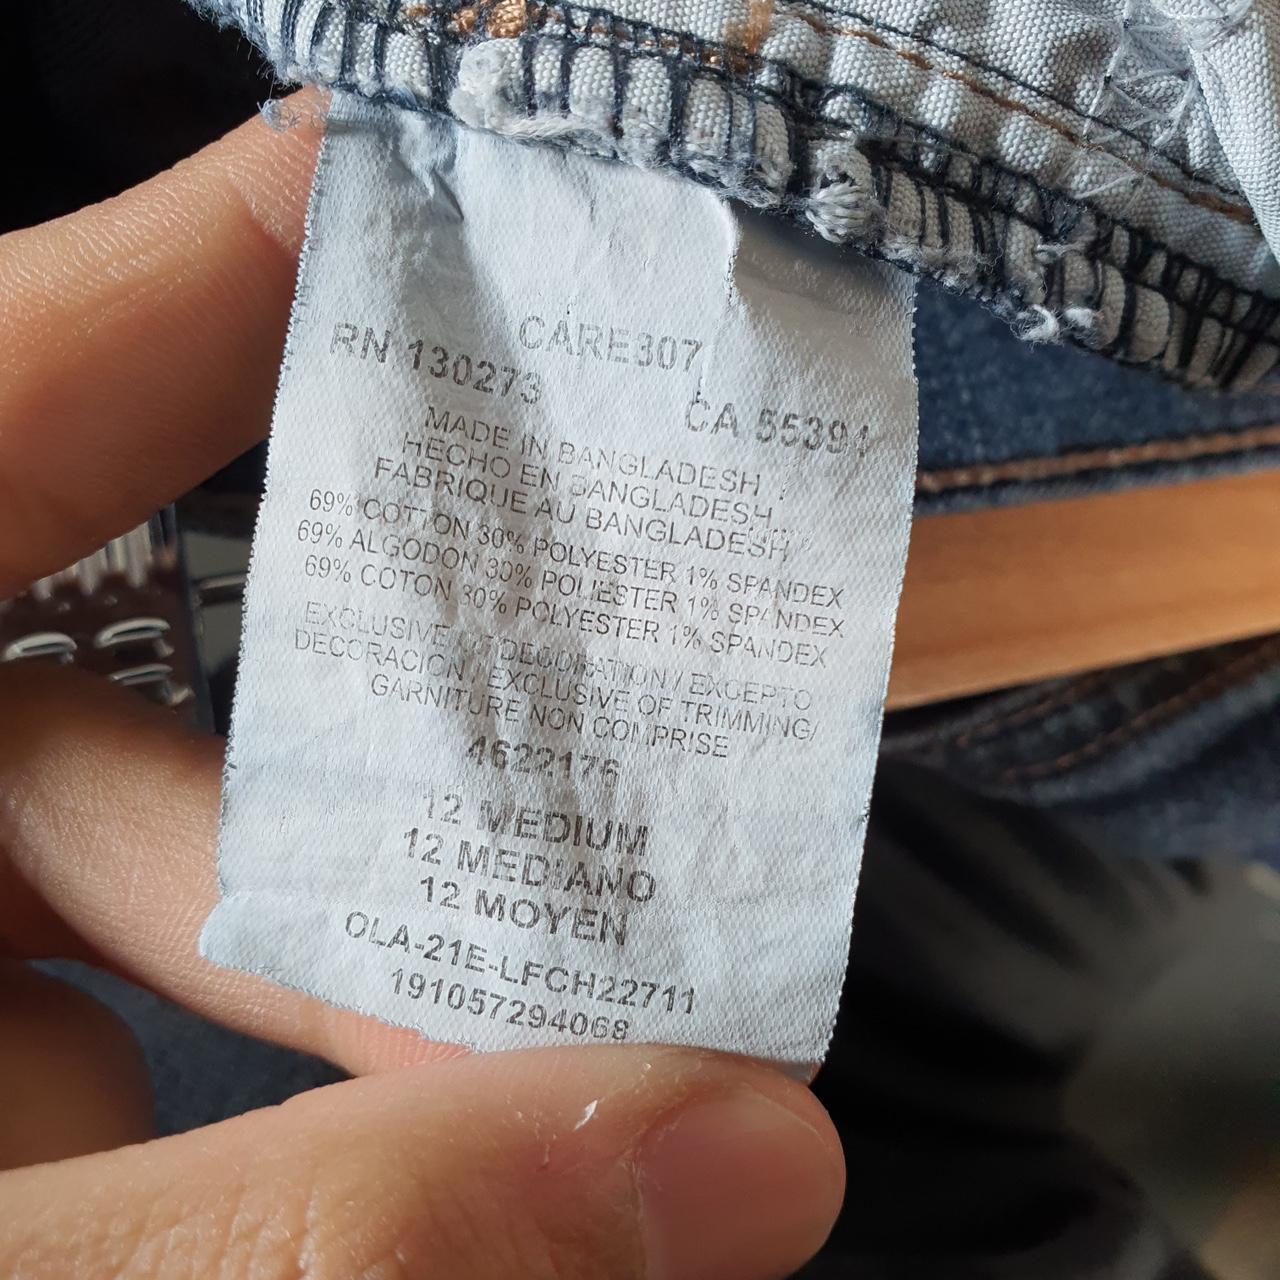 CARE307
RN 130273
CA 55391
MADE IN BANGLADESH
HECHO EN BANGLADESH
FABRIQUE AU BANGLADESH
69% COTTON 30% POLYESTER 1% SPANDEX
69% ALGODON 30% POLIESTER 1% SPANDEX
69% COTON 30% POLYESTER 1% SPANDEX
EXCLUSIVE OF DECORATION / EXCEPTO
DECORACION / EXCLUSIVE OF TRIMMING/
GARNITURE NON COMPRISE
4622176
12 MEDIUM
12 MEDIANO
12 MOYEN
OLA-21E-LFCH22711
191057294068